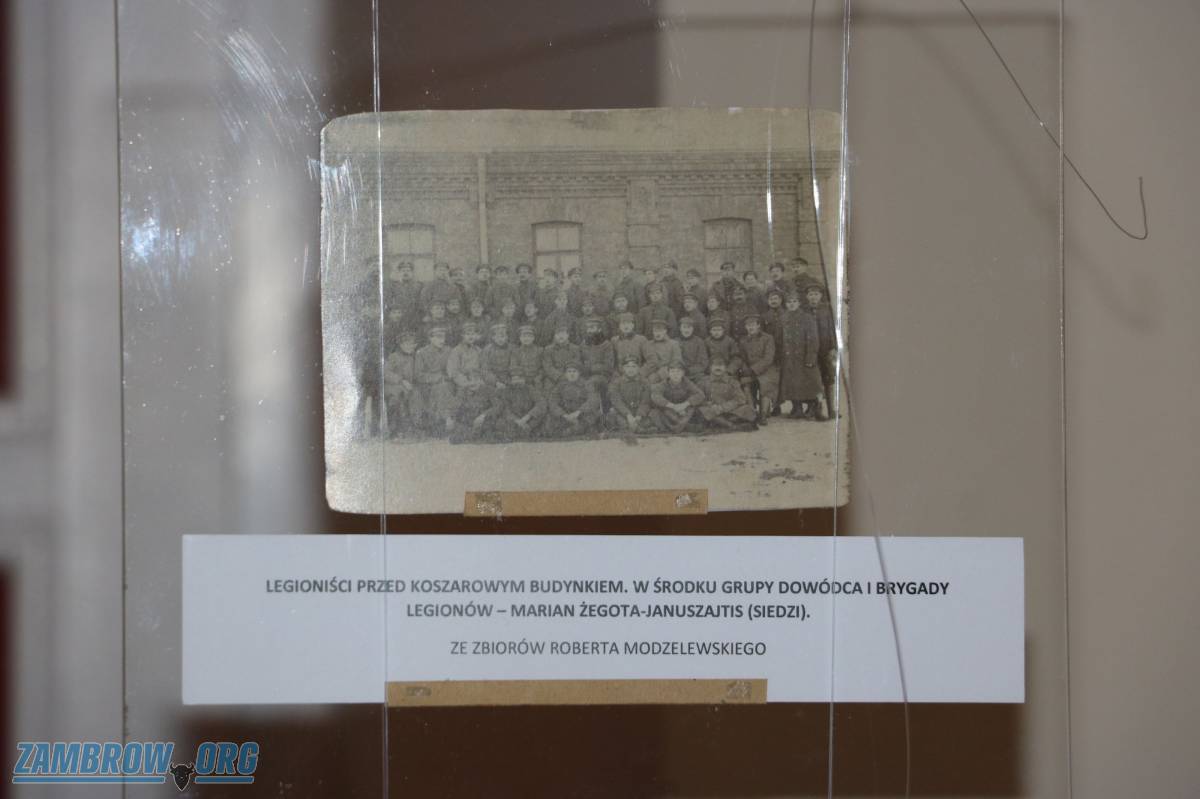 LEGIONIŚCI PRZED KOSZAROWYM BUDYNKIEM. W ŚRODKU GRUPY DOWÓDCA I BRYGADY
LEGIONÓW – MARIAN ŻEGOTA-JANUSZAJTIS (SIEDZI).
ZE ZBIORÓW ROBERTA MODZELEWSKIEGO
ZAMBROW.ORG